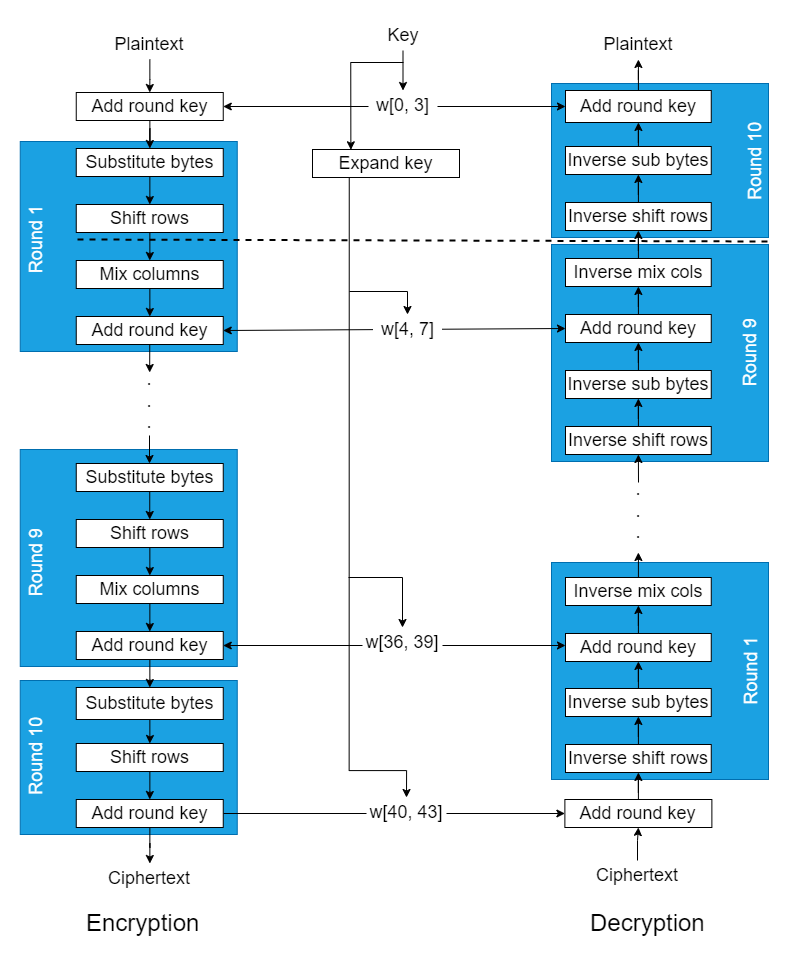 Plaintext
Add round key
Round 1
Substitute bytes
Shift rows
Mix columns
Add round key
.
.
.
Round 9
Substitute bytes
Shift rows
Mix columns
Add round key
Round 10
Substitute bytes
Shift rows
Add round key
Ciphertext
Encryption
Key
w[0, 3]
Expand key
w[4, 7]
w[36, 39]
w[40, 43]
Plaintext
Add round key
Inverse sub bytes
Inverse shift rows
Round 10
Inverse mix cols
Add round key
Inverse sub bytes
Inverse shift rows
Round 9
.
.
.
Inverse mix cols
Add round key
Inverse sub bytes
Inverse shift rows
Round 1
Add round key
Ciphertext
Decryption